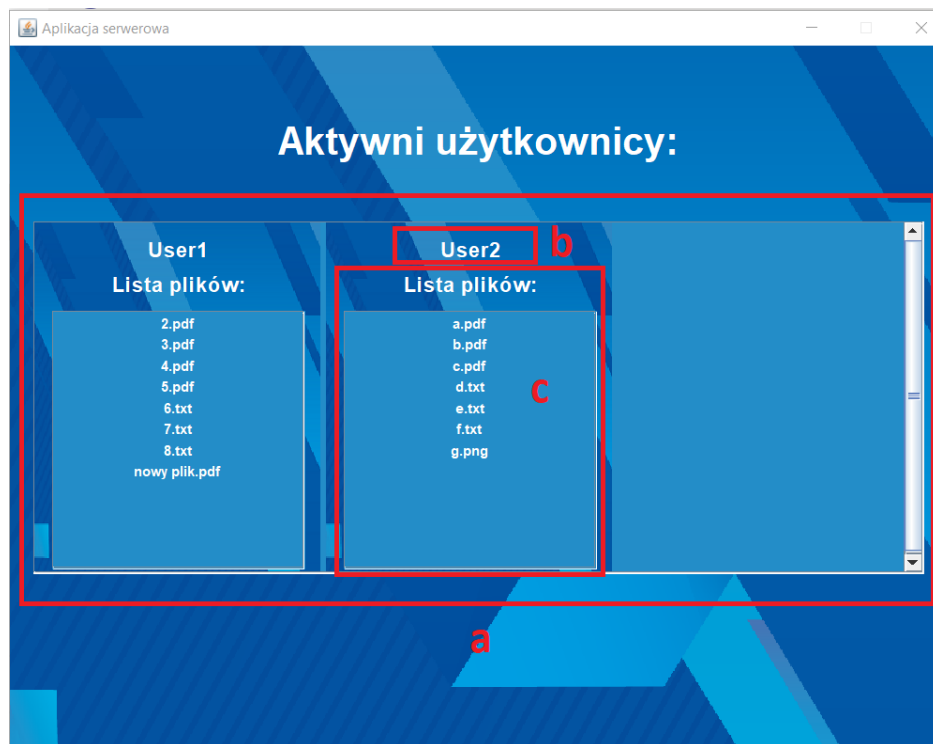 Aplikacja serwerowa
Aktywni użytkownicy:
User1
Lista plików:
2.pdf
3.pdf
4.pdf
5.pdf
6.txt
7.txt
8.txt
nowy plik.pdf
User2
b
Lista plików:
a.pdf
b.pdf
c.pdf
d.txt
e.txt
f.txt
g.png
c
a